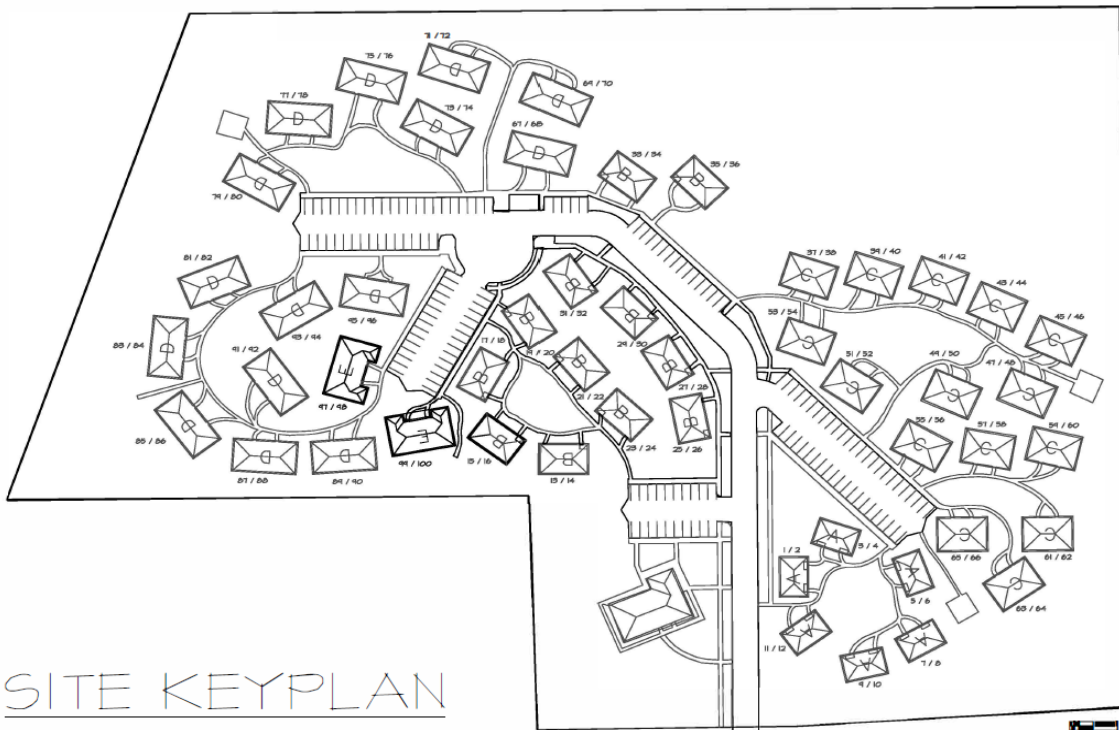 71 / 72
75 / 76
D
D
69 / 70
D
77 / 78
D
73 / 74
D
67 / 68
D
33 / 34
B
35 / 36
B
79 / 80
D
81 / 82
D
95 / 96
D
93 / 94
D
83 / 84
D
91 / 92
D
97 / 98
E
85 / 86
D
87 / 88
D
89 / 90
D
99 / 100
E
31 / 32
B
29 / 30
B
19 / 20
B
17 / 18
B
21 / 22
B
27 / 28
B
23 / 24
B
25 / 26
B
15 / 16
B
13 / 14
B
37 / 38
C
39 / 40
C
41 / 42
C
43 / 44
C
45 / 46
C
53 / 54
C
51 / 52
C
49 / 50
C
47 / 48
C
55 / 56
C
57 / 58
C
59 / 60
C
65 / 66
C
61 / 62
C
63 / 64
C
1 / 2
A
3 / 4
A
5 / 6
A
11 / 12
A
7 / 8
A
9 / 10
A
SITE KEYPLAN